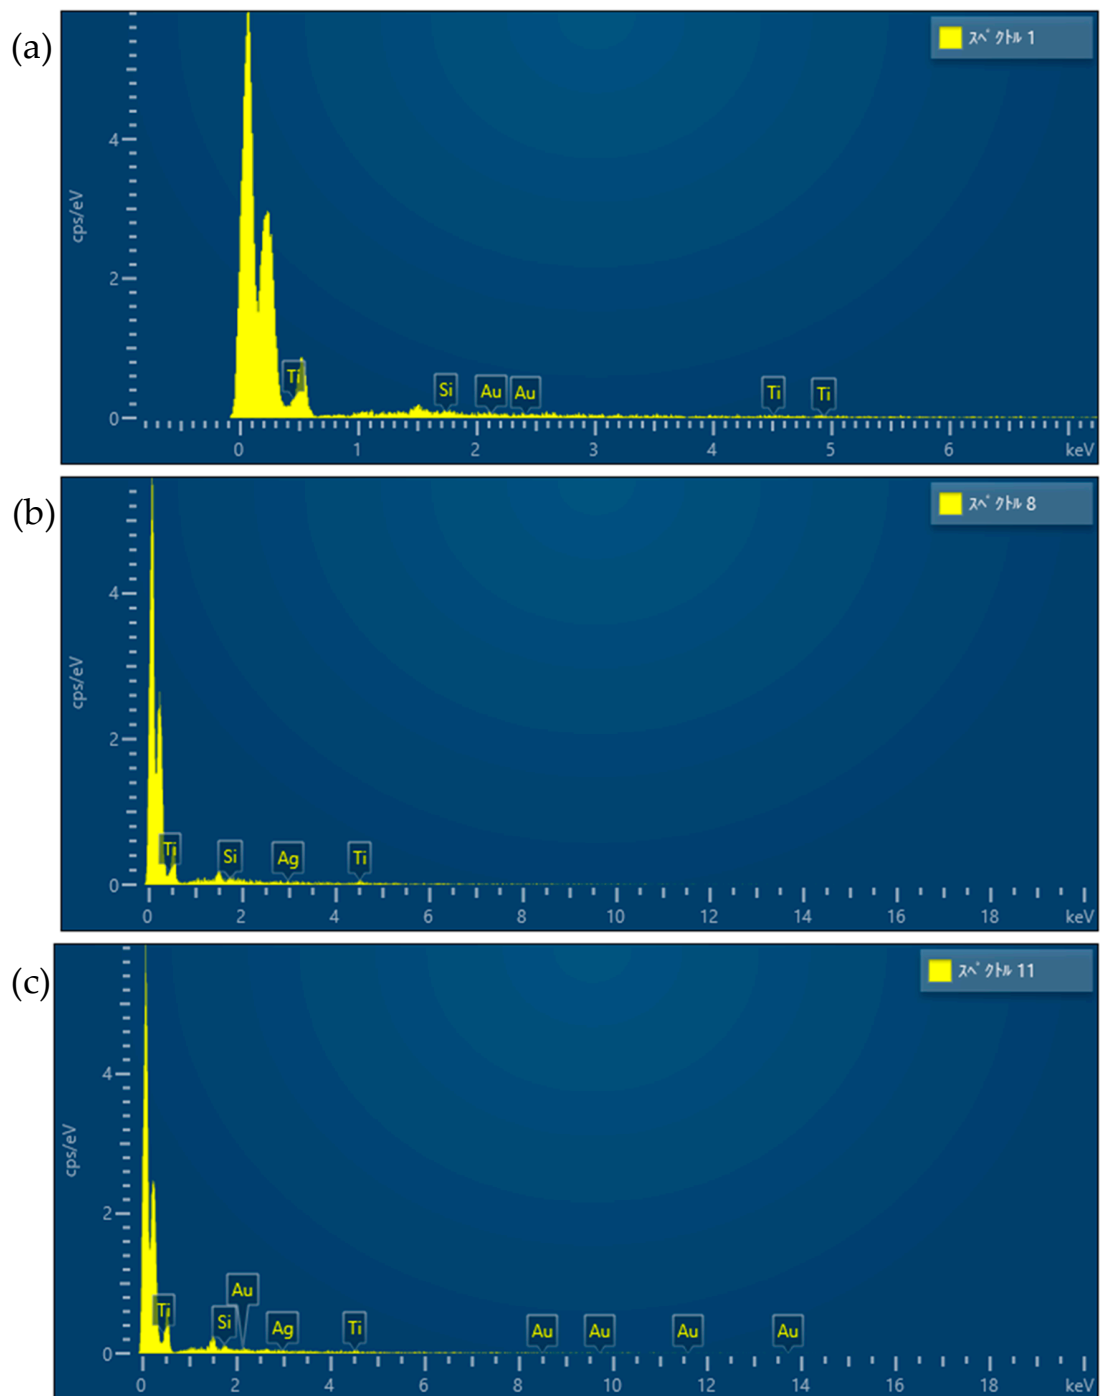 (a)
スペクトル 1
4
cps/eV
2
Ti
Si
Au
Au
Ti
Ti
0
0 1 2 3 4 5 6 keV
(b)
スペクトル 8
4
cps/eV
2
Ti
Si
Ag
Ti
0
0 2 4 6 8 10 12 14 16 18 keV
(c)
スペクトル 11
4
cps/eV
2
Au
Ti
Si
Ag
Ti
Au
Au
Au
Au
0
0 2 4 6 8 10 12 14 16 18 keV